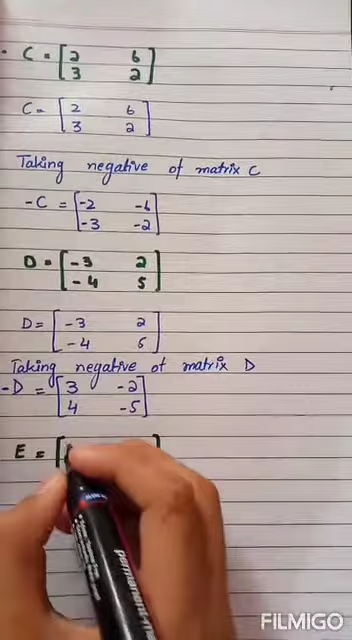 C = [2 6
3 2]
C = [2 6
3 2]
Taking negative of matrix C
-C = [-2 -6
-3 -2]
D = [-3 2
-4 5]
D = [-3 2
-4 5]
Taking negative of matrix D
-D = [3 -2
4 -5]
E = [
permanent
FILMIGO